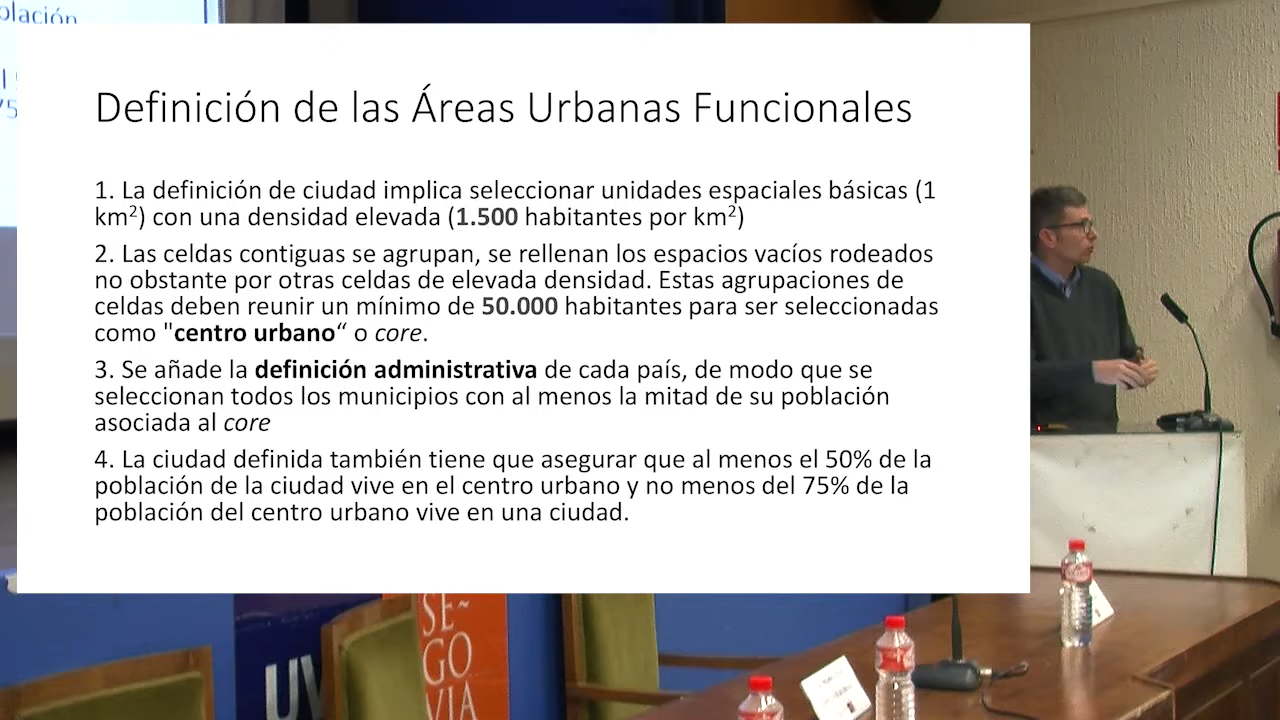 oblación
75
Definición de las Áreas Urbanas Funcionales
1. La definición de ciudad implica seleccionar unidades espaciales básicas (1
km²) con una densidad elevada (1.500 habitantes por km²)
2. Las celdas contiguas se agrupan, se rellenan los espacios vacíos rodeados
no obstante por otras celdas de elevada densidad. Estas agrupaciones de
celdas deben reunir un mínimo de 50.000 habitantes para ser seleccionadas
como "centro urbano“ o core.
3. Se añade la definición administrativa de cada país, de modo que se
seleccionan todos los municipios con al menos la mitad de su población
asociada al core
4. La ciudad definida también tiene que asegurar que al menos el 50% de la
población de la ciudad vive en el centro urbano y no menos del 75% de la
población del centro urbano vive en una ciudad.
SE~
GO
VIA
UV